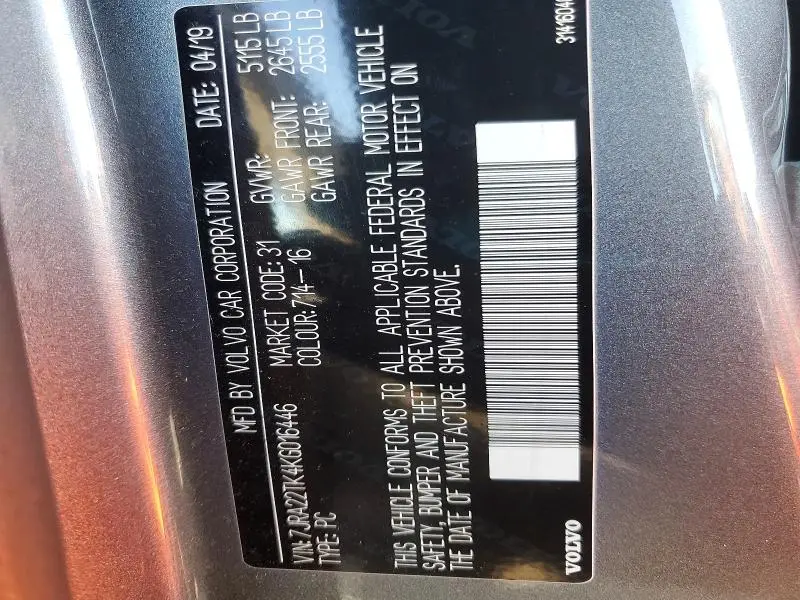 MFD BY VOLVO CAR CORPORATION DATE: 04/19
VIN: 7JRA22TK4KG016446 GVWR: 5115 LB
TYPE: PC MARKET CODE: 31 GAWR FRONT: 2645 LB
COLOUR: 714-16 GAWR REAR: 2555 LB
THIS VEHICLE CONFORMS TO ALL APPLICABLE FEDERAL MOTOR VEHICLE
SAFETY, BUMPER AND THEFT PREVENTION STANDARDS IN EFFECT ON
THE DATE OF MANUFACTURE SHOWN ABOVE.
VOLVO